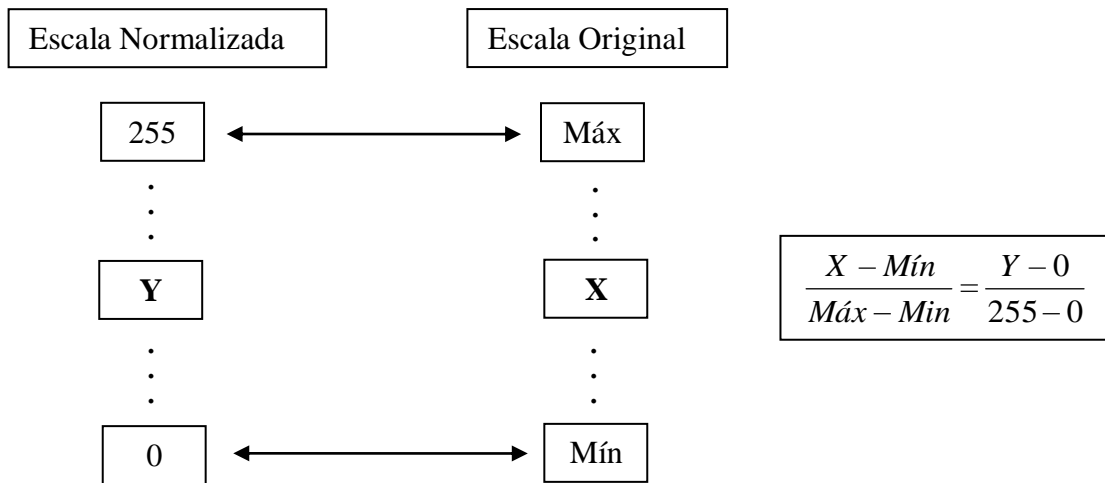 Escala Normalizada
Escala Original
255
Máx
.
.
.
.
.
.
Y
X
X – Mín / Máx – Min = Y – 0 / 255 – 0
.
.
.
.
.
.
0
Mín